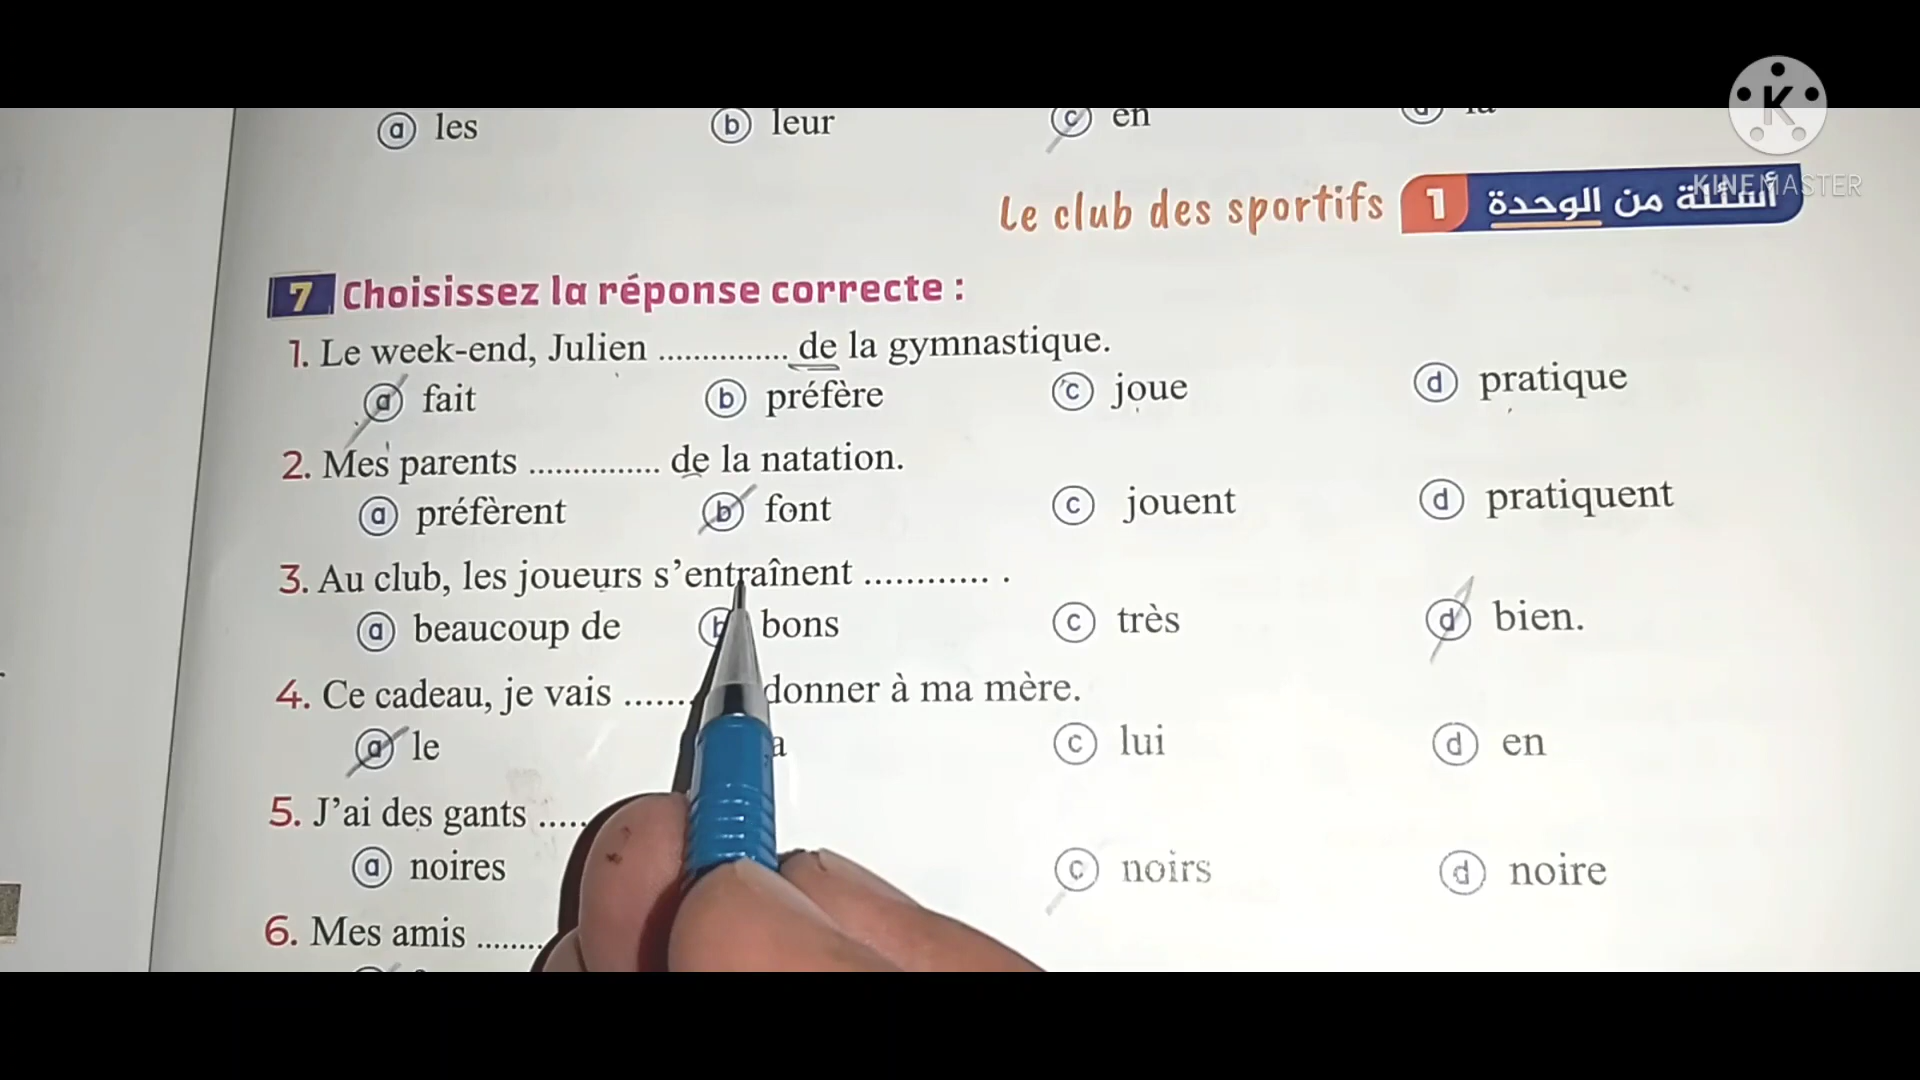 ⓐ les ⓑ leur ⓒ en ⓓ la
KINEMASTER
Le club des sportifs 1 أسئلة من الوحدة
7 Choisissez la réponse correcte :
1. Le week-end, Julien ............... de la gymnastique.
ⓐ fait ⓑ préfère ⓒ joue ⓓ pratique
2. Mes parents ............... de la natation.
ⓐ préfèrent ⓑ font ⓒ jouent ⓓ pratiquent
3. Au club, les joueurs s’entraînent ............. .
ⓐ beaucoup de ⓑ bons ⓒ très ⓓ bien.
4. Ce cadeau, je vais ....... donner à ma mère.
ⓐ le ⓒ lui ⓓ en
5. J’ai des gants .....
ⓐ noires ⓒ noirs ⓓ noire
6. Mes amis ........